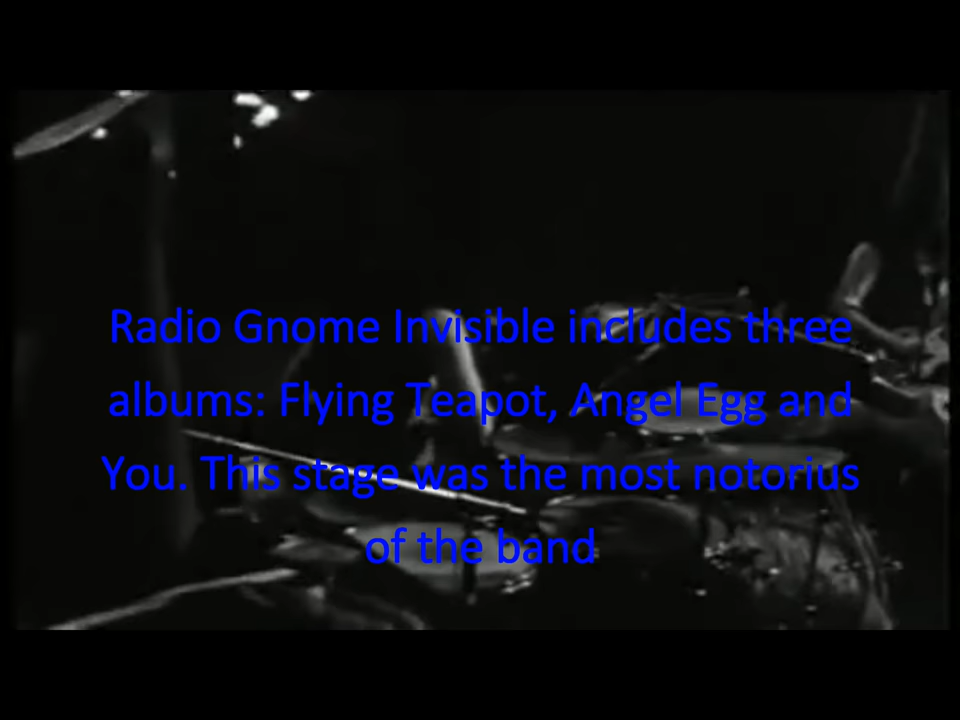 Radio Gnome Invisible includes three
albums: Flying Teapot, Angel Egg and
You. This stage was the most notorius
of the band